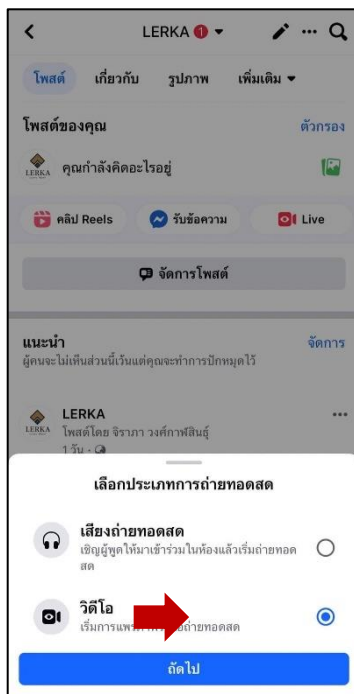 LERKA 1
โพสต์ เกี่ยวกับ รูปภาพ เพิ่มเติม
โพสต์ของคุณ ตัวกรอง
LERKA คุณกำลังคิดอะไรอยู่
คลิป Reels รับข้อความ Live
จัดการโพสต์
แนะนำ จัดการ
ผู้คนจะไม่เห็นส่วนนี้เว้นแต่คุณจะทำการปักหมุดไว้
LERKA
LERKA โพสต์โดย จิราภา วงศ์กาฬสินธุ์
1 วัน
เลือกประเภทการถ่ายทอดสด
เสียงถ่ายทอดสด
เชิญผู้พูดให้มาเข้าร่วมในห้องแล้วเริ่มถ่ายทอด
สด
วิดีโอ
ถ่ายทอดสด
ถัดไป